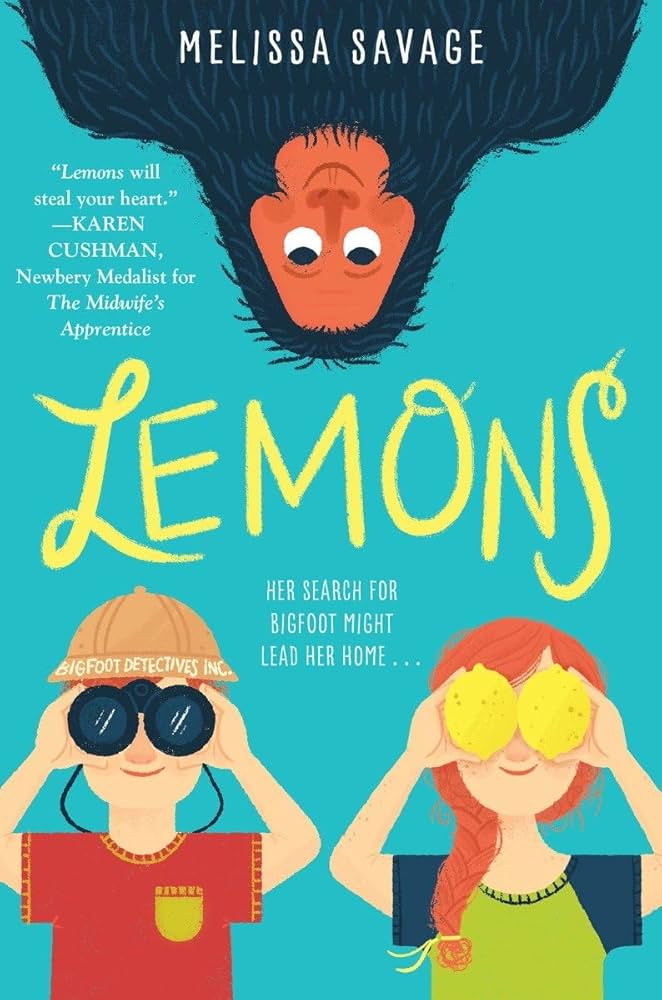 MELISSA SAVAGE
“Lemons will
steal your heart.”
—KAREN
CUSHMAN,
Newbery Medalist for
The Midwife’s
Apprentice
LEMONS
HER SEARCH FOR
BIGFOOT MIGHT
LEAD HER HOME . . .
BIGFOOT DETECTIVES INC.